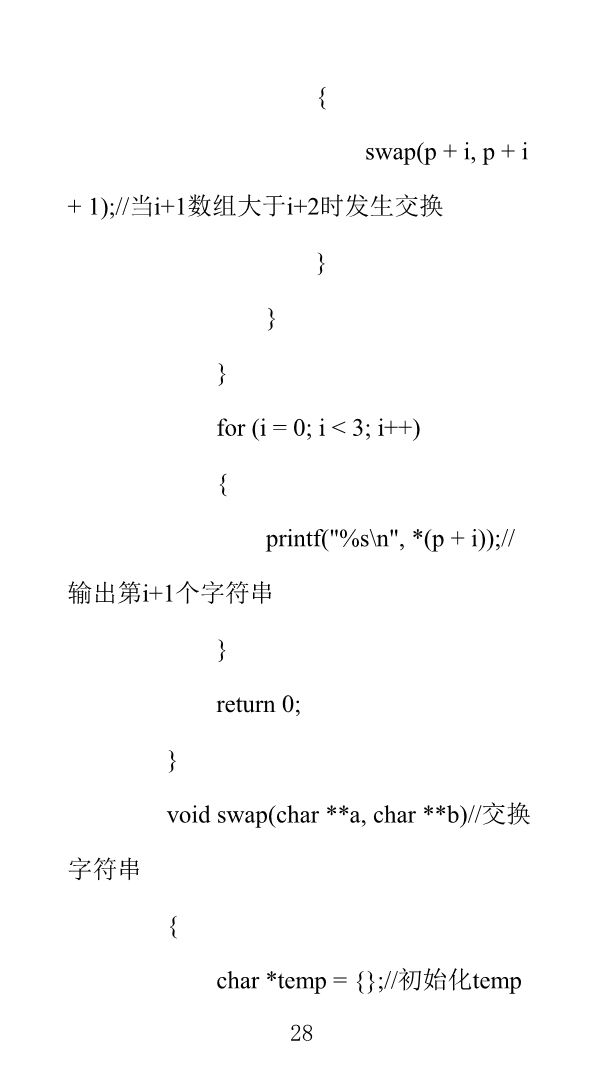 {
swap(p + i, p + i
+ 1);//当i+1数组大于i+2时发生交换
}
}
}
for (i = 0; i < 3; i++)
{
printf("%s\n", *(p + i));//
输出第i+1个字符串
}
return 0;
}
void swap(char **a, char **b)//交换
字符串
{
char *temp = {};//初始化temp
28